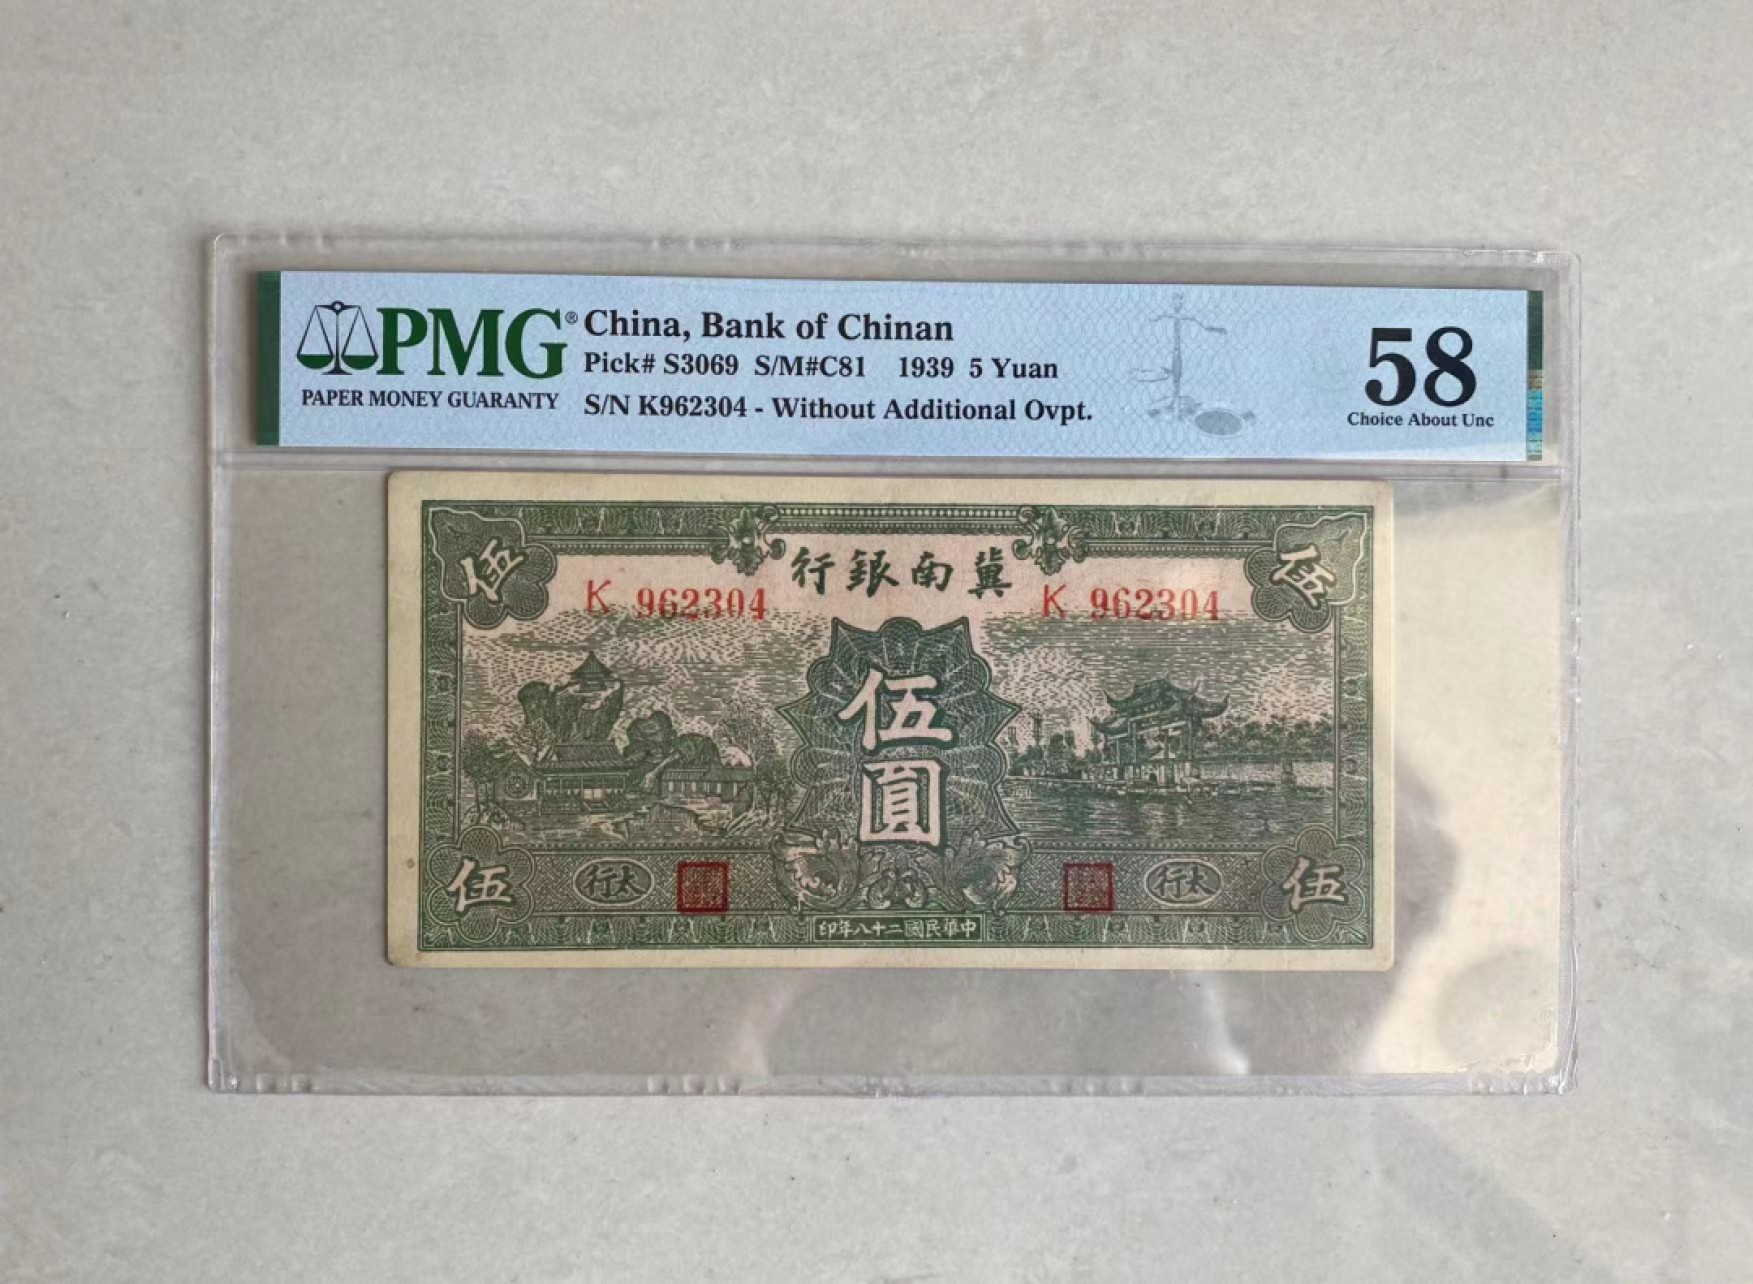 PMG® China, Bank of Chinan
Pick# S3069 S/M#C81 1939 5 Yuan
PAPER MONEY GUARANTY
S/N K962304 - Without Additional Ovpt.
58
Choice About Unc
伍 冀南銀行 伍
K 962304 K 962304
伍圓
伍 太行 太行 伍
中華民國二十八年印